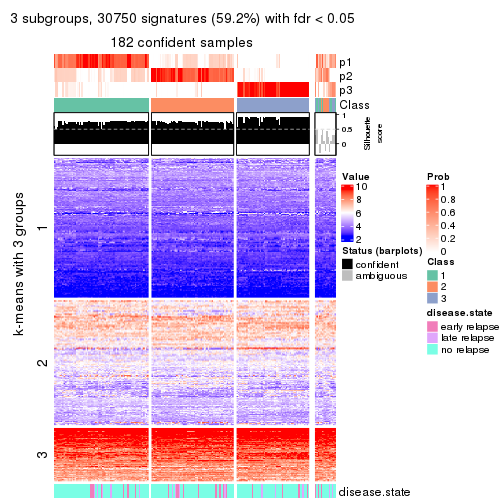 3 subgroups, 30750 signatures (59.2%) with fdr < 0.05
182 confident samples
p1
p2
p3
Class
1
0.5
0
Silhouette
score
k-means with 3 groups
1
2
3
disease.state
Value
10
8
6
4
2
Status (barplots)
confident
ambiguous
Prob
1
0.8
0.6
0.4
0.2
0
Class
1
2
3
disease.state
early relapse
late relapse
no relapse